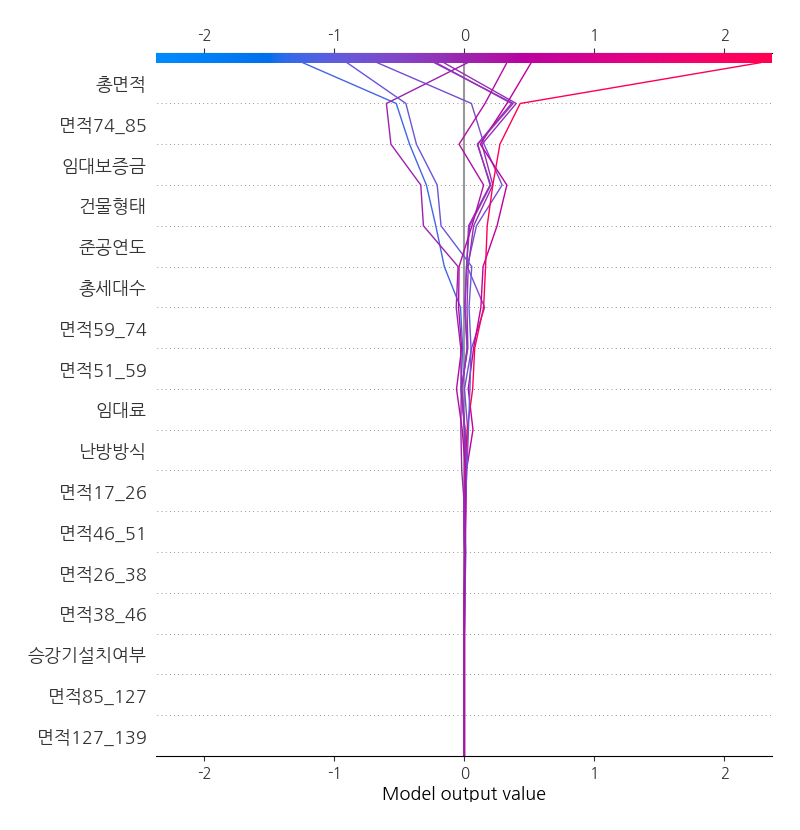 -2 -1 0 1 2
총면적
면적74_85
임대보증금
건물형태
준공연도
총세대수
면적59_74
면적51_59
임대료
난방방식
면적17_26
면적46_51
면적26_38
면적38_46
승강기설치여부
면적85_127
면적127_139
-2 -1 0 1 2
Model output value